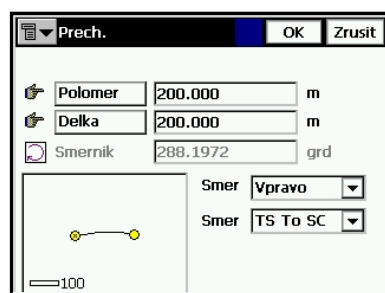 Prech. OK Zrusit
Polomer 200.000 m
Delka 200.000 m
Smernik 288.1972 grd
Smer Vpravo
Smer TS To SC
100